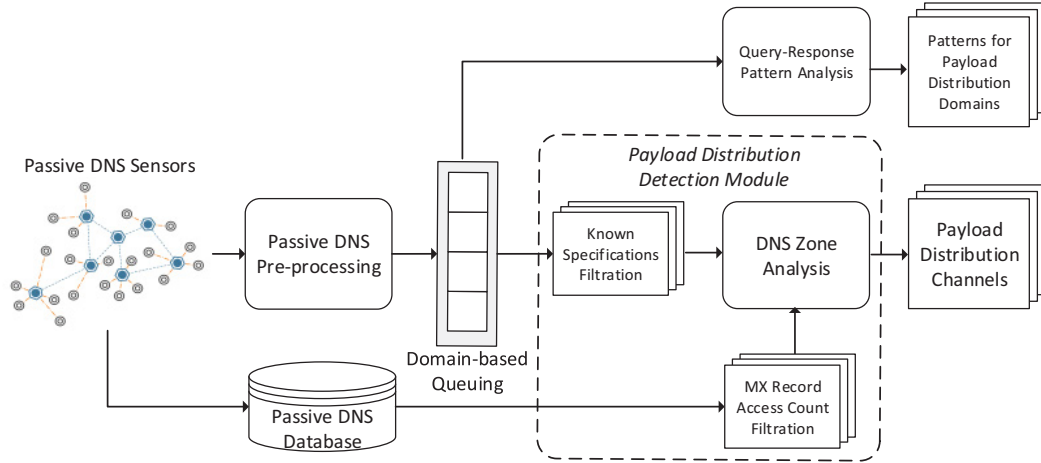 Query-Response
Pattern Analysis
Patterns for
Payload
Distribution
Domains
Passive DNS Sensors
Payload Distribution
Detection Module
Passive DNS
Pre-processing
Known
Specifications
Filtration
DNS Zone
Analysis
Payload
Distribution
Channels
Domain-based
Queuing
Passive DNS
Database
MX Record
Access Count
Filtration